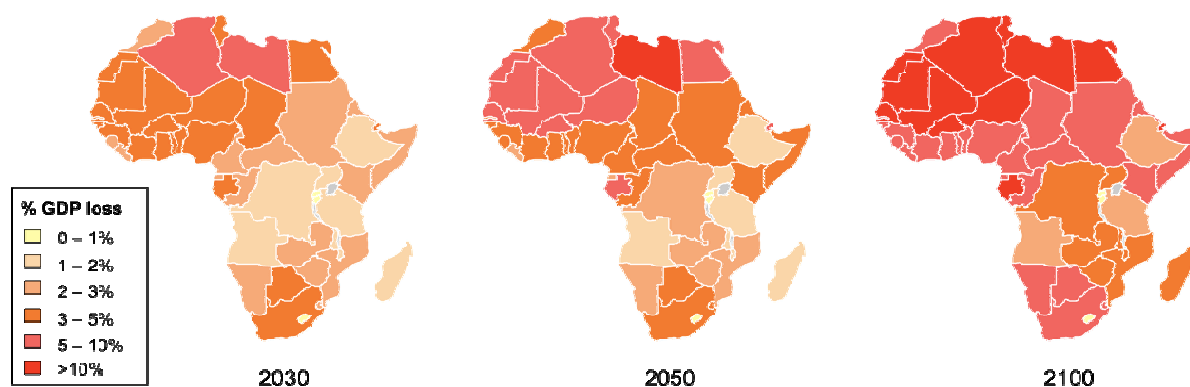 % GDP loss
0 – 1%
1 – 2%
2 – 3%
3 – 5%
5 – 10%
>10%
2030
2050
2100